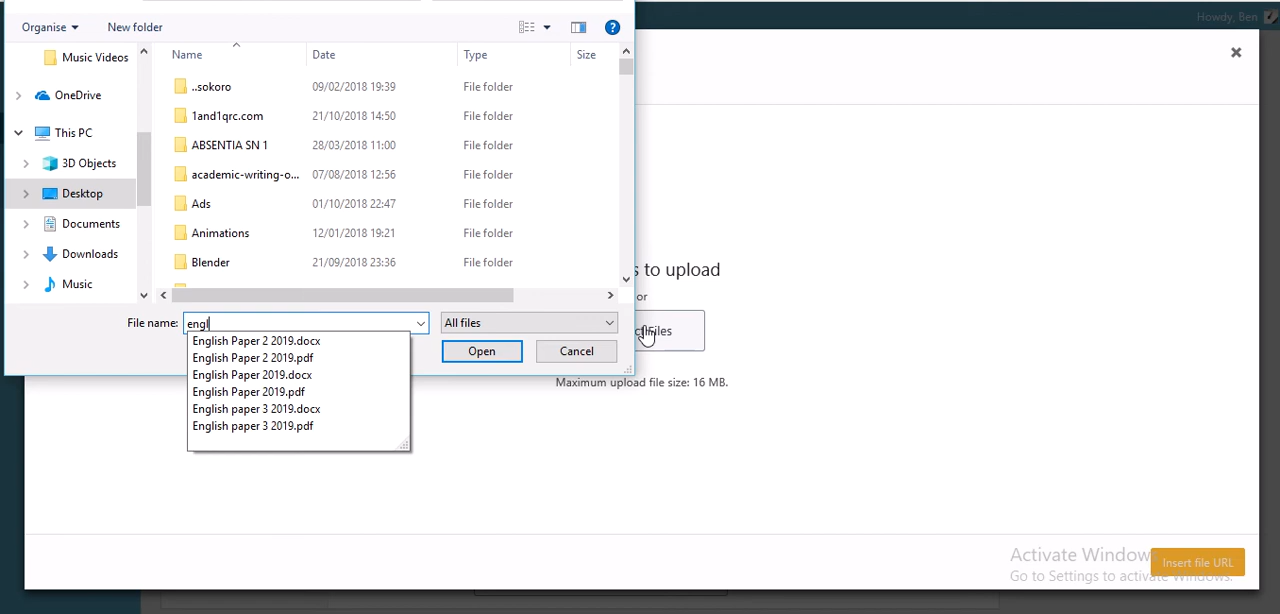 Organise
New folder
Howdy, Ben
Music Videos
OneDrive
This PC
3D Objects
Desktop
Documents
Downloads
Music
Name
Date
Type
Size
..sokoro
09/02/2018 19:39
File folder
1and1qrc.com
21/10/2018 14:50
File folder
ABSENTIA SN 1
28/03/2018 11:00
File folder
academic-writing-o...
07/08/2018 12:56
File folder
Ads
01/10/2018 22:47
File folder
Animations
12/01/2018 19:21
File folder
Blender
21/09/2018 23:36
File folder
File name:
engl
All files
Open
Cancel
English Paper 2 2019.docx
English Paper 2 2019.pdf
English Paper 2019.docx
English Paper 2019.pdf
English paper 3 2019.docx
English paper 3 2019.pdf
s to upload
or
Files
Maximum upload file size: 16 MB.
Activate Windows
Go to Settings to activate Windows.
Insert file URL